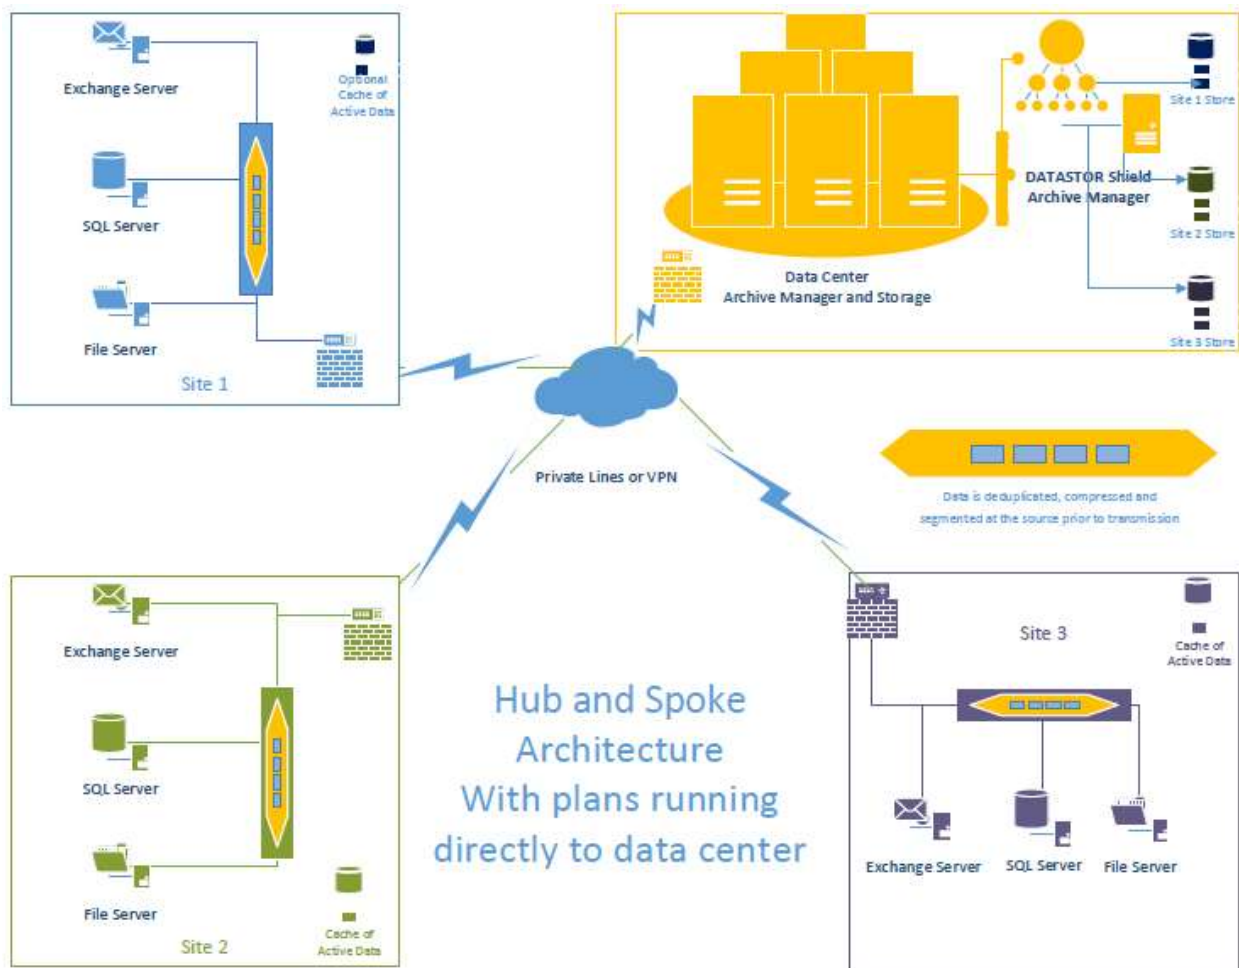 Exchange Server
Optional
Cache of
Active Data
SQL Server
File Server
Site 1
Site 1 Store
DATASTOR Shield
Archive Manager
Site 2 Store
Data Center
Archive Manager and Storage
Site 3 Store
Private Lines or VPN
Data is deduplicated, compressed and
segmented at the source prior to transmission
Exchange Server
SQL Server
File Server
Site 2
Cache of
Active Data
Hub and Spoke
Architecture
With plans running
directly to data center
Site 3
Cache of
Active Data
Exchange Server
SQL Server
File Server